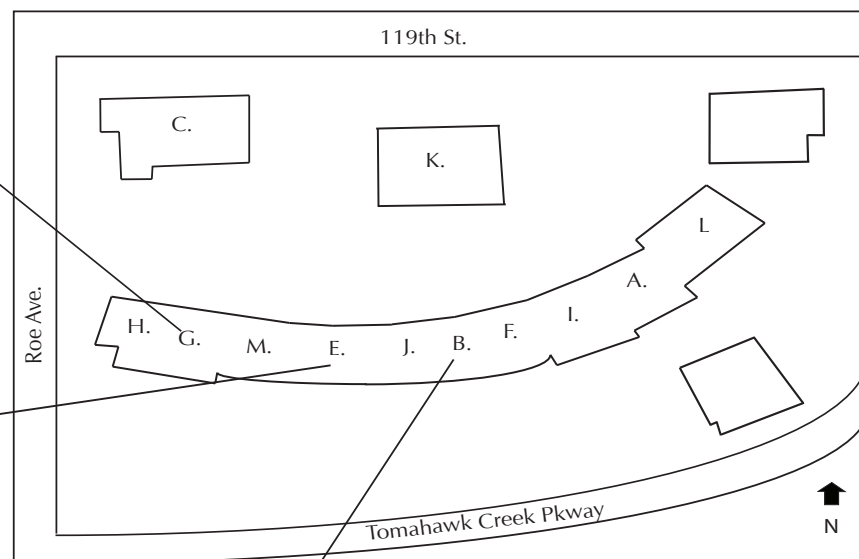 119th St.
C.
K.
L
A.
I.
F.
B.
J.
E.
M.
G.
H.
Roe Ave.
Tomahawk Creek Pkway
N